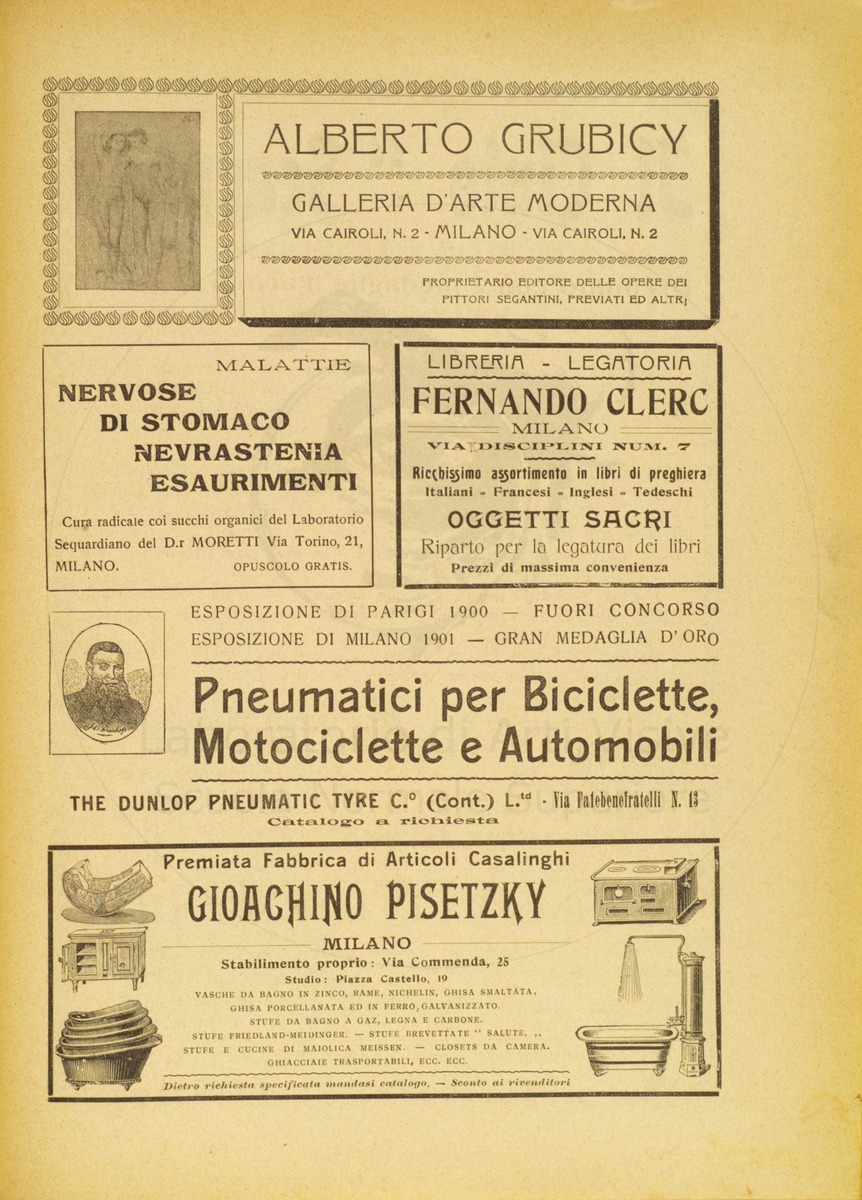 ALBERTO GRUBICY
GALLERIA D'ARTE MODERNA
VIA CAIROLI, N. 2 - MILANO - VIA CAIROLI, N. 2
PROPRIETARIO EDITORE DELLE OPERE DEI
PITTORI SEGANTINI, PREVIATI ED ALTRI
MALATTIE
NERVOSE
DI STOMACO
NEVRASTENIA
ESAURIMENTI
Cura radicale coi succhi organici del Laboratorio
Sequardiano del D.r MORETTI Via Torino, 21,
MILANO. OPUSCOLO GRATIS.
LIBRERIA - LEGATORIA
FERNANDO CLERC
MILANO
VIA DISCIPLINI NUM. 7
Ricchissimo assortimento in libri di preghiera
Italiani - Francesi - Inglesi - Tedeschi
OGGETTI SACRI
Riparto per la legatura dei libri
Prezzi di massima convenienza
ESPOSIZIONE DI PARIGI 1900 — FUORI CONCORSO
ESPOSIZIONE DI MILANO 1901 — GRAN MEDAGLIA D'ORO
Pneumatici per Biciclette,
Motociclette e Automobili
THE DUNLOP PNEUMATIC TYRE C.º (Cont.) L.td - Via Fatebenefratelli N. 13
Catalogo a richiesta
Premiata Fabbrica di Articoli Casalinghi
GIOACHINO PISETZKY
MILANO
Stabilimento proprio: Via Commenda, 25
Studio: Piazza Castello, 19
VASCHE DA BAGNO IN ZINCO, RAME, NICHELIN, GHISA SMALTATA,
GHISA PORCELLANATA ED IN FERRO GALVANIZZATO.
STUFE DA BAGNO A GAZ, LEGNA E CARBONE.
STUFE FRIEDLAND-MEIDINGER. — STUFE BREVETTATE " SALUTE. „
STUFE E CUCINE DI MAIOLICA MEISSEN. — CLOSETS DA CAMERA.
GHIACCIAIE TRASPORTABILI, ECC. ECC.
Dietro richiesta specificata mandasi catalogo. — Sconto ai rivenditori